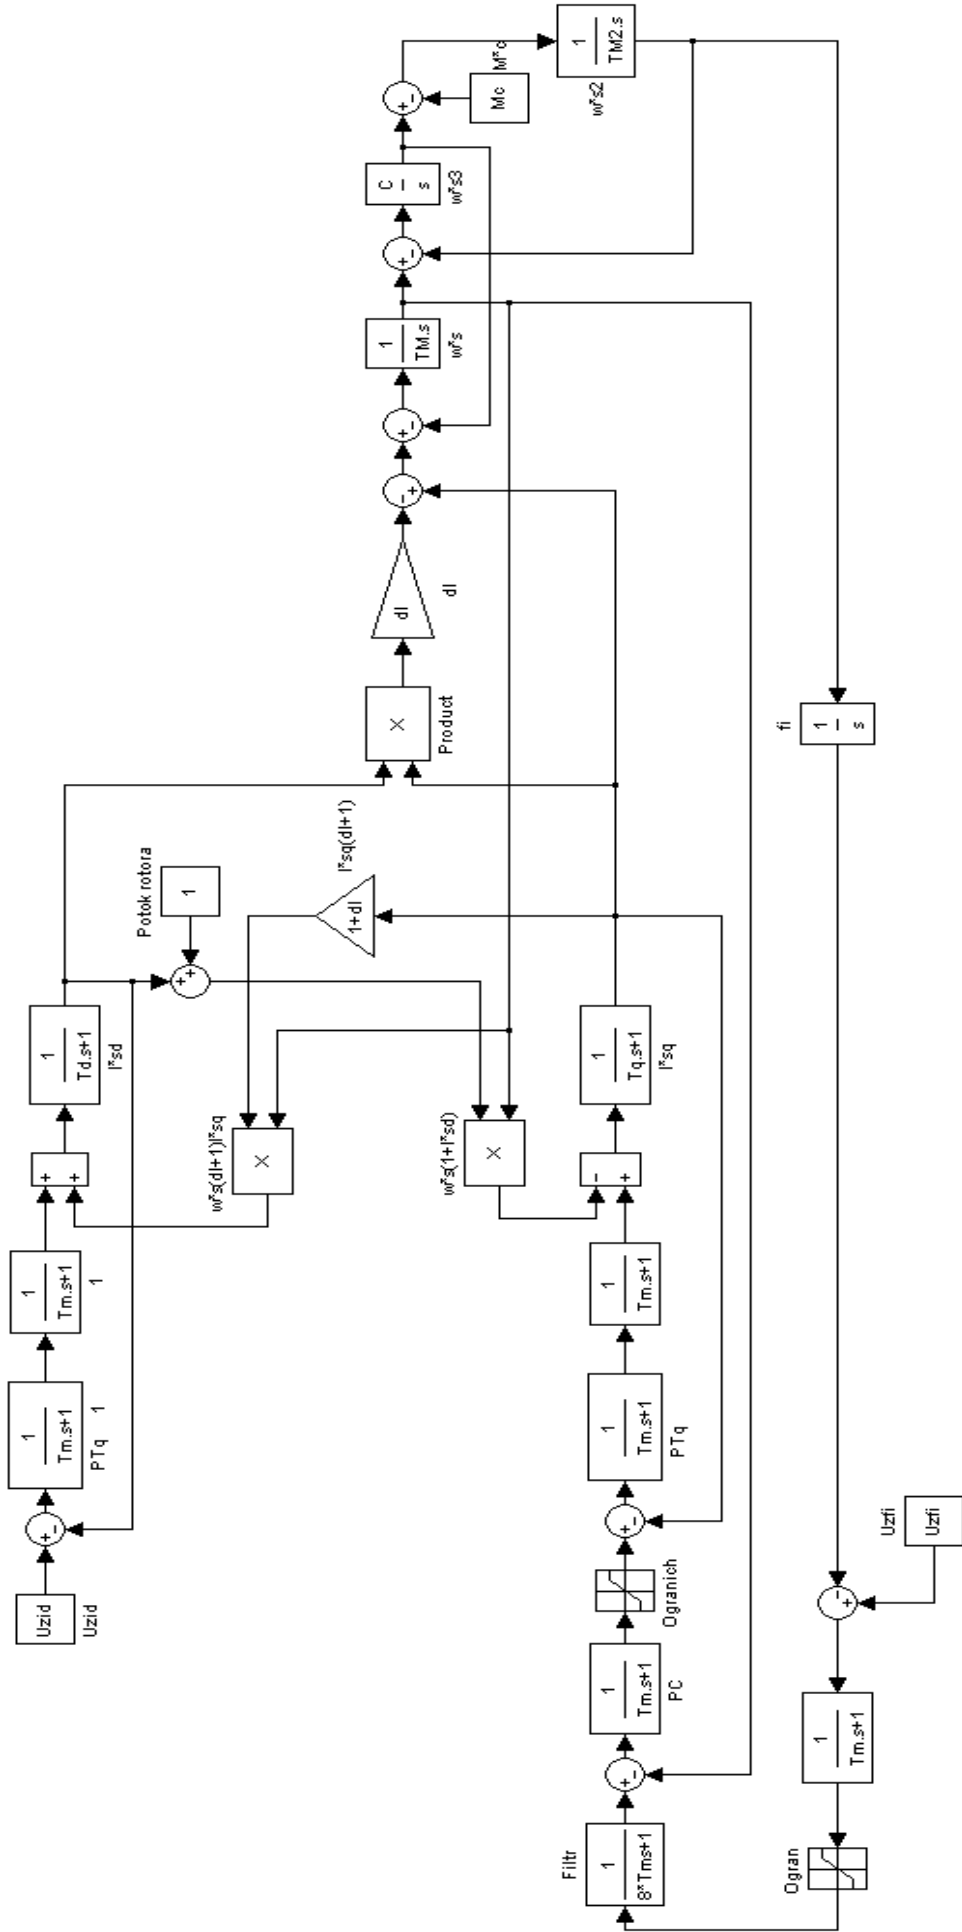 Uzid
Uzid
+
-
1
Tm.s+1
PTq
1
1
Tm.s+1
1
+
+
1
Td.s+1
I*sd
Potok rotora
1
+
+
×
w*s(dl+1)I*sq
1+dl
I*sq(dl+1)
×
w*s(1+I*sd)
×
Product
dl
dl
-
+
+
-
1
TM.s
w*s
+
-
C
s
w*s3
+
-
Mc
M*c
1
TM2.s
w*s2
Filtr
1
8*Tms+1
+
-
1
Tm.s+1
PC
Ogranich
+
-
1
Tm.s+1
PTq
1
Tm.s+1
-
+
1
Tq.s+1
I*sq
fi
1
s
Uzfi
Uzfi
-
+
1
Tm.s+1
Ogran